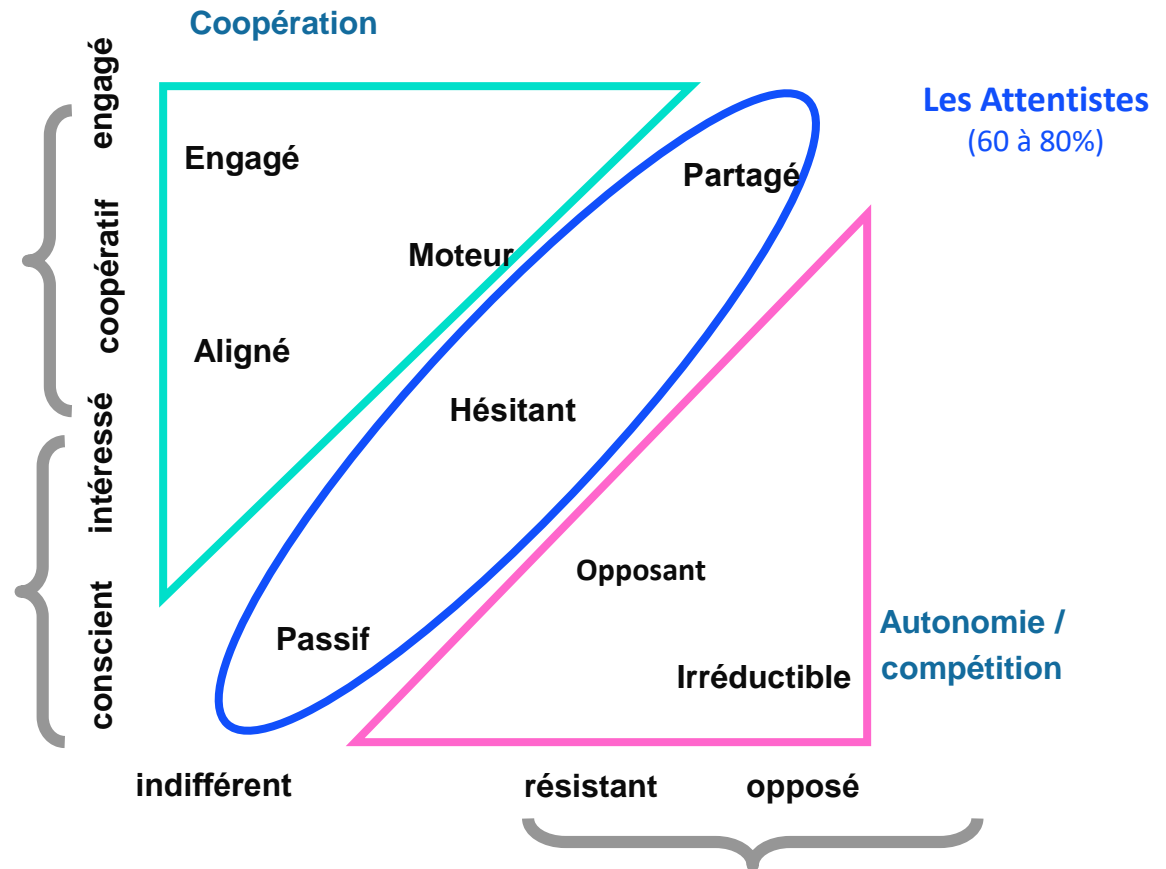 Coopération
engagé
coopératif
intéressé
conscient
Les Attentistes
(60 à 80%)
Engagé
Partagé
Moteur
Aligné
Hésitant
Opposant
Passif
Irréductible
Autonomie /
compétition
indifférent
résistant
opposé